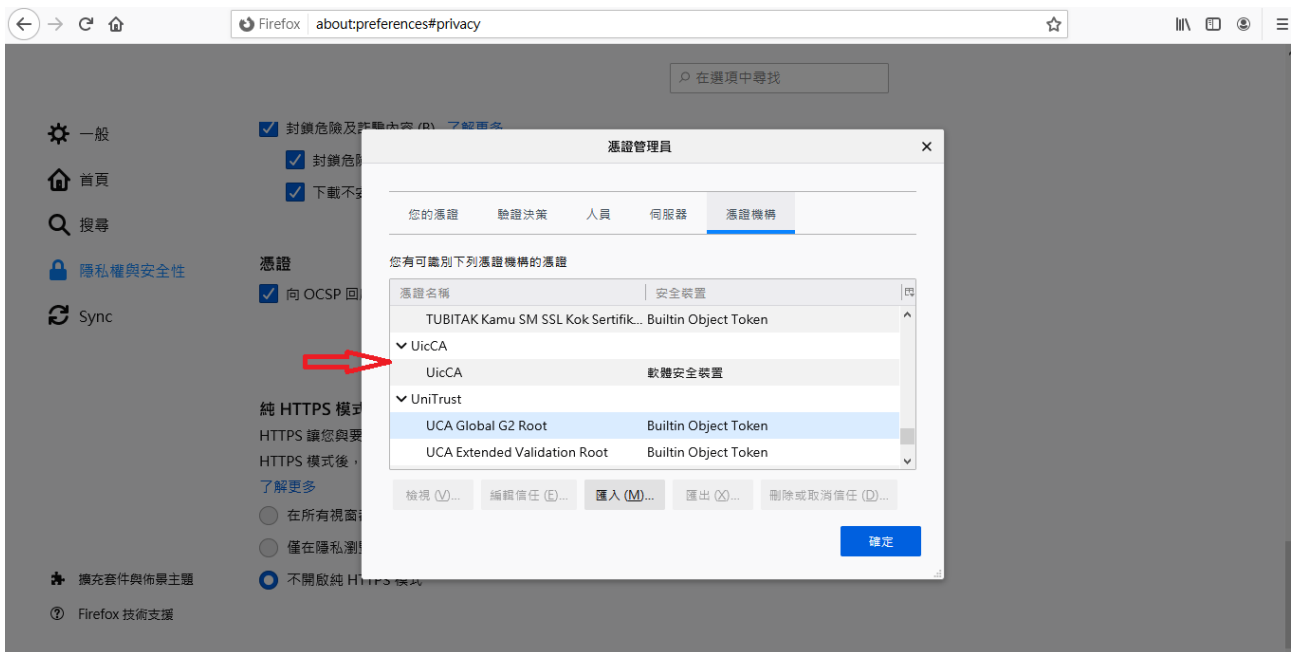 Firefox about:preferences#privacy
在選項中尋找
一般
首頁
搜尋
隱私權與安全性
Sync
擴充套件與佈景主題
Firefox 技術支援
封鎖危險及詐騙內容 (B) 了解更多
封鎖危險
下載不安
憑證
向 OCSP 回應
純 HTTPS 模式
HTTPS 讓您與要
HTTPS 模式後，
了解更多
在所有視窗都
僅在隱私瀏覽
不開啟純 HTTPS 模式
憑證管理員
您的憑證 驗證決策 人員 伺服器 憑證機構
您有可識別下列憑證機構的憑證
憑證名稱 安全裝置
TUBITAK Kamu SM SSL Kok Sertifik... Builtin Object Token
UicCA
UicCA 軟體安全裝置
UniTrust
UCA Global G2 Root Builtin Object Token
UCA Extended Validation Root Builtin Object Token
檢視 (V)... 編輯信任 (E)... 匯入 (M)... 匯出 (X)... 刪除或取消信任 (D)...
確定